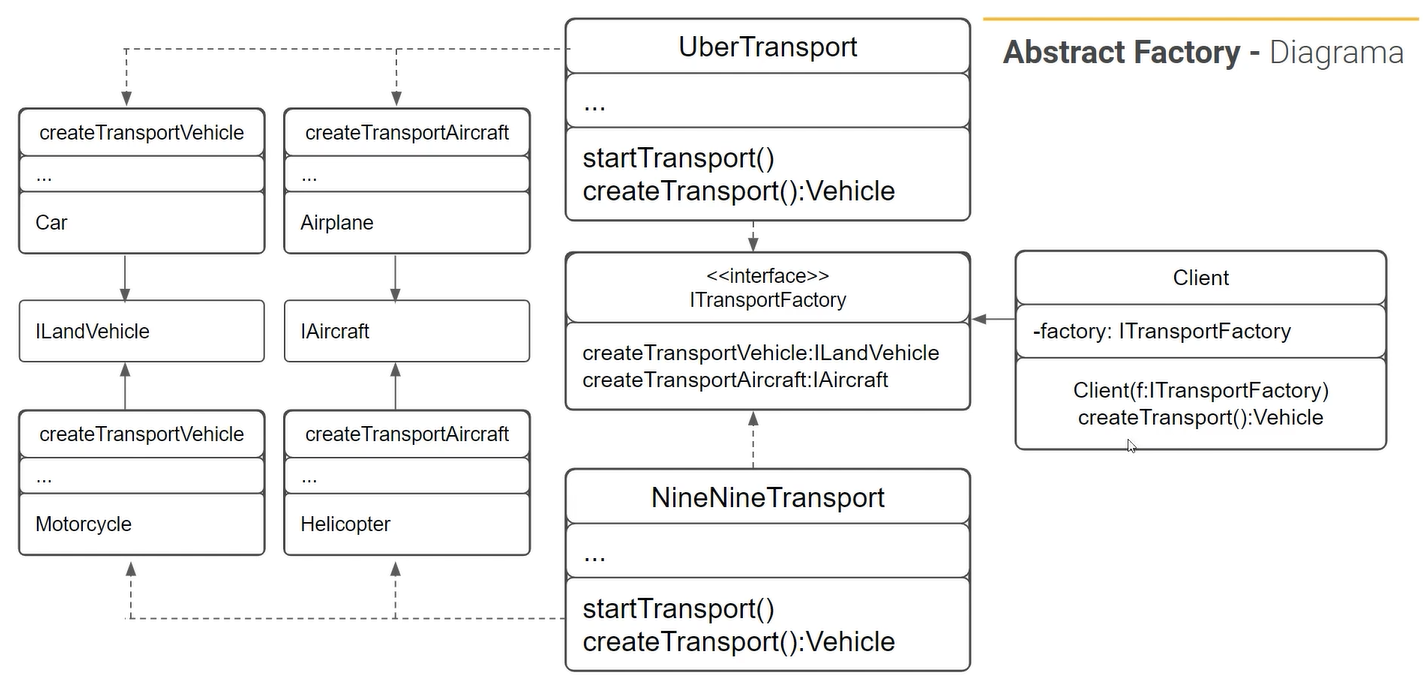 Abstract Factory - Diagrama
UberTransport
...
startTransport()
createTransport():Vehicle
createTransportVehicle
...
Car
createTransportAircraft
...
Airplane
ILandVehicle
IAircraft
<<interface>>
ITransportFactory
createTransportVehicle:ILandVehicle
createTransportAircraft:IAircraft
Client
-factory: ITransportFactory
Client(f:ITransportFactory)
createTransport():Vehicle
createTransportVehicle
...
Motorcycle
createTransportAircraft
...
Helicopter
NineNineTransport
...
startTransport()
createTransport():Vehicle